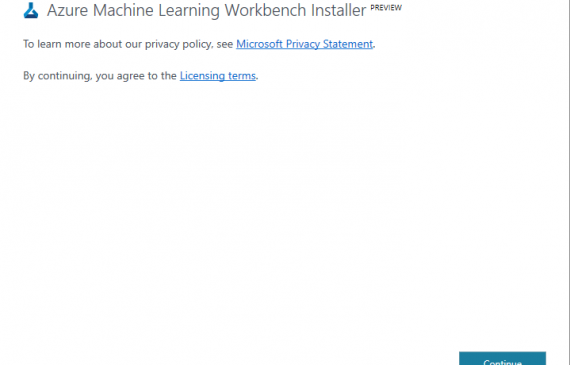 Azure Machine Learning Workbench Installer PREVIEW
To learn more about our privacy policy, see Microsoft Privacy Statement.
By continuing, you agree to the Licensing terms.
Continue